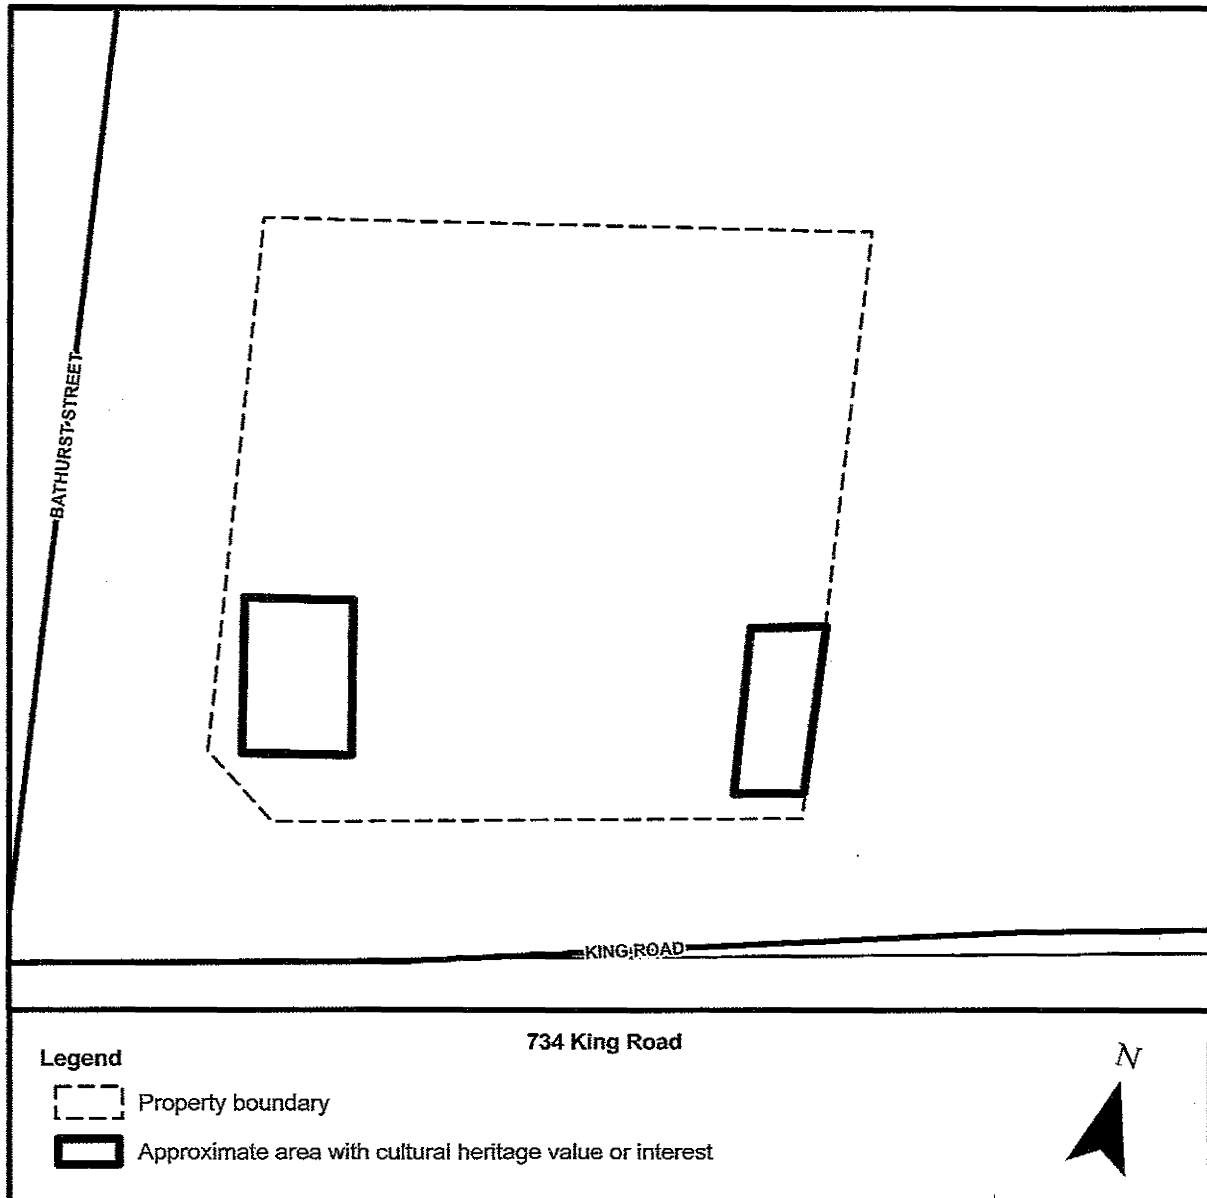 BATHURST STREET
KING ROAD
734 King Road
N
Legend
Property boundary
Approximate area with cultural heritage value or interest